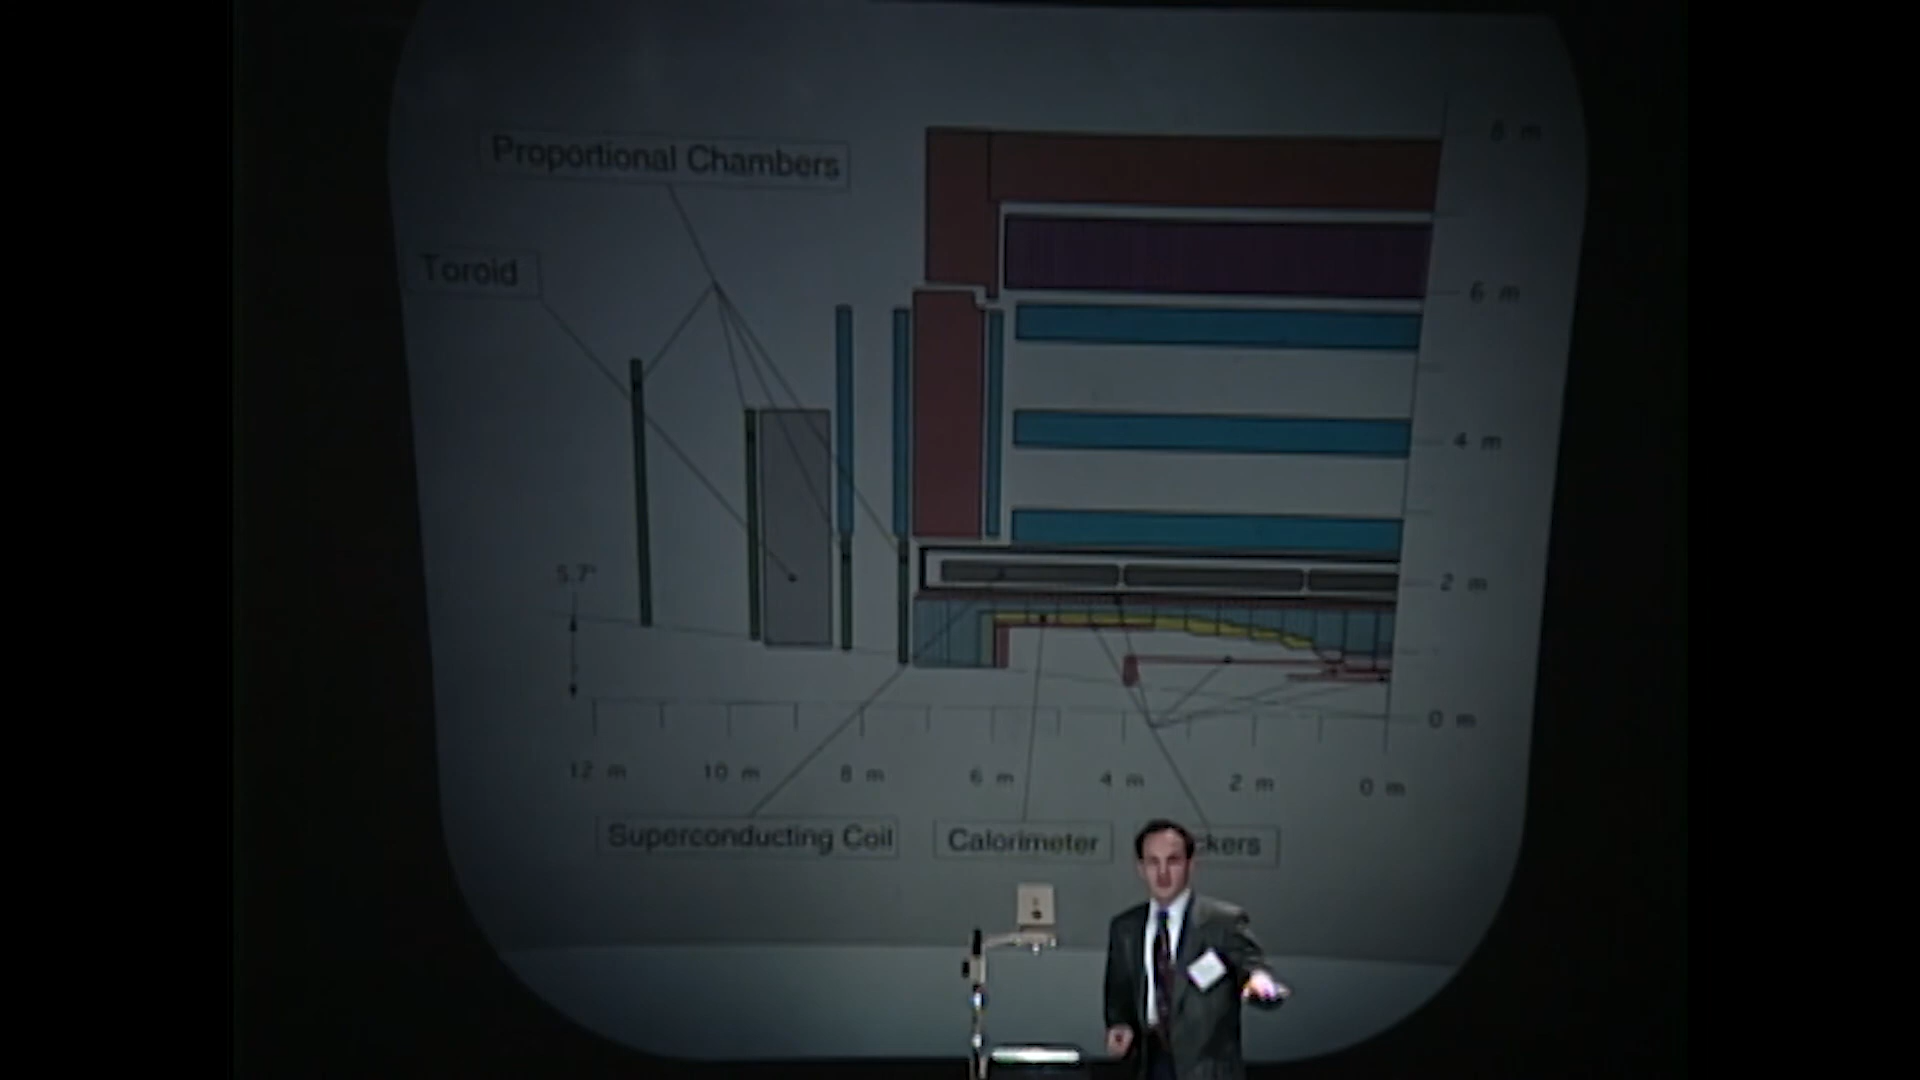 Proportional Chambers
8 m
Toroid
6 m
4 m
5.7°
2 m
0 m
12 m
10 m
8 m
6 m
4 m
2 m
0 m
Superconducting Coil
Calorimeter
ckers